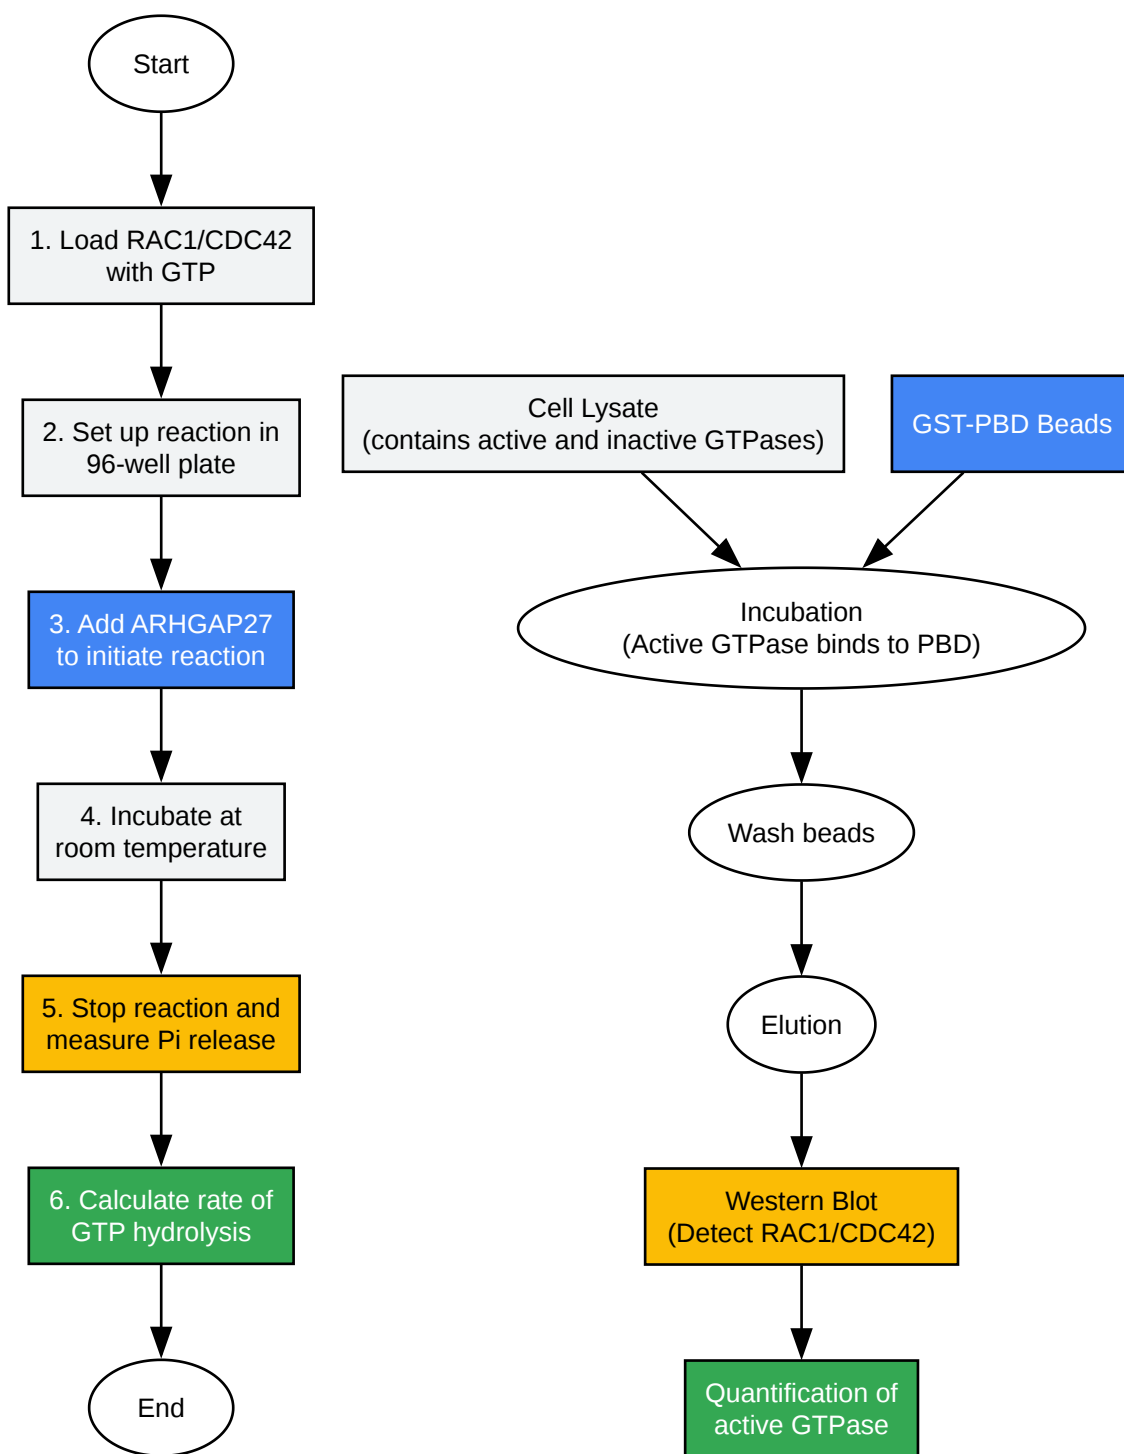 Start
1. Load RAC1/CDC42
with GTP
2. Set up reaction in
96-well plate
3. Add ARHGAP27
to initiate reaction
4. Incubate at
room temperature
5. Stop reaction and
measure Pi release
6. Calculate rate of
GTP hydrolysis
End
Cell Lysate
(contains active and inactive GTPases)
GST-PBD Beads
Incubation
(Active GTPase binds to PBD)
Wash beads
Elution
Western Blot
(Detect RAC1/CDC42)
Quantification of
active GTPase